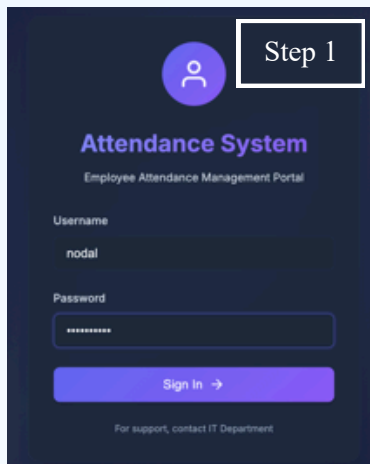 Step 1
Attendance System
Employee Attendance Management Portal
Username
nodal
Password
••••••••••
Sign In →
For support, contact IT Department